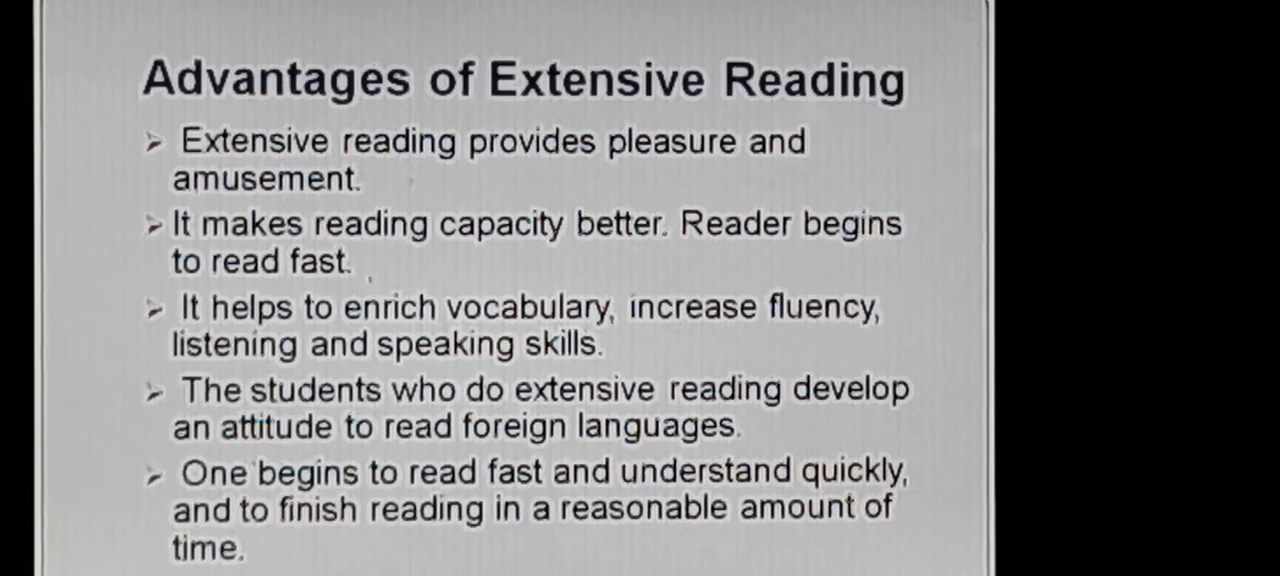 Advantages of Extensive Reading
➢ Extensive reading provides pleasure and
amusement.
➢ It makes reading capacity better. Reader begins
to read fast.
➢ It helps to enrich vocabulary, increase fluency,
listening and speaking skills.
➢ The students who do extensive reading develop
an attitude to read foreign languages.
➢ One begins to read fast and understand quickly,
and to finish reading in a reasonable amount of
time.